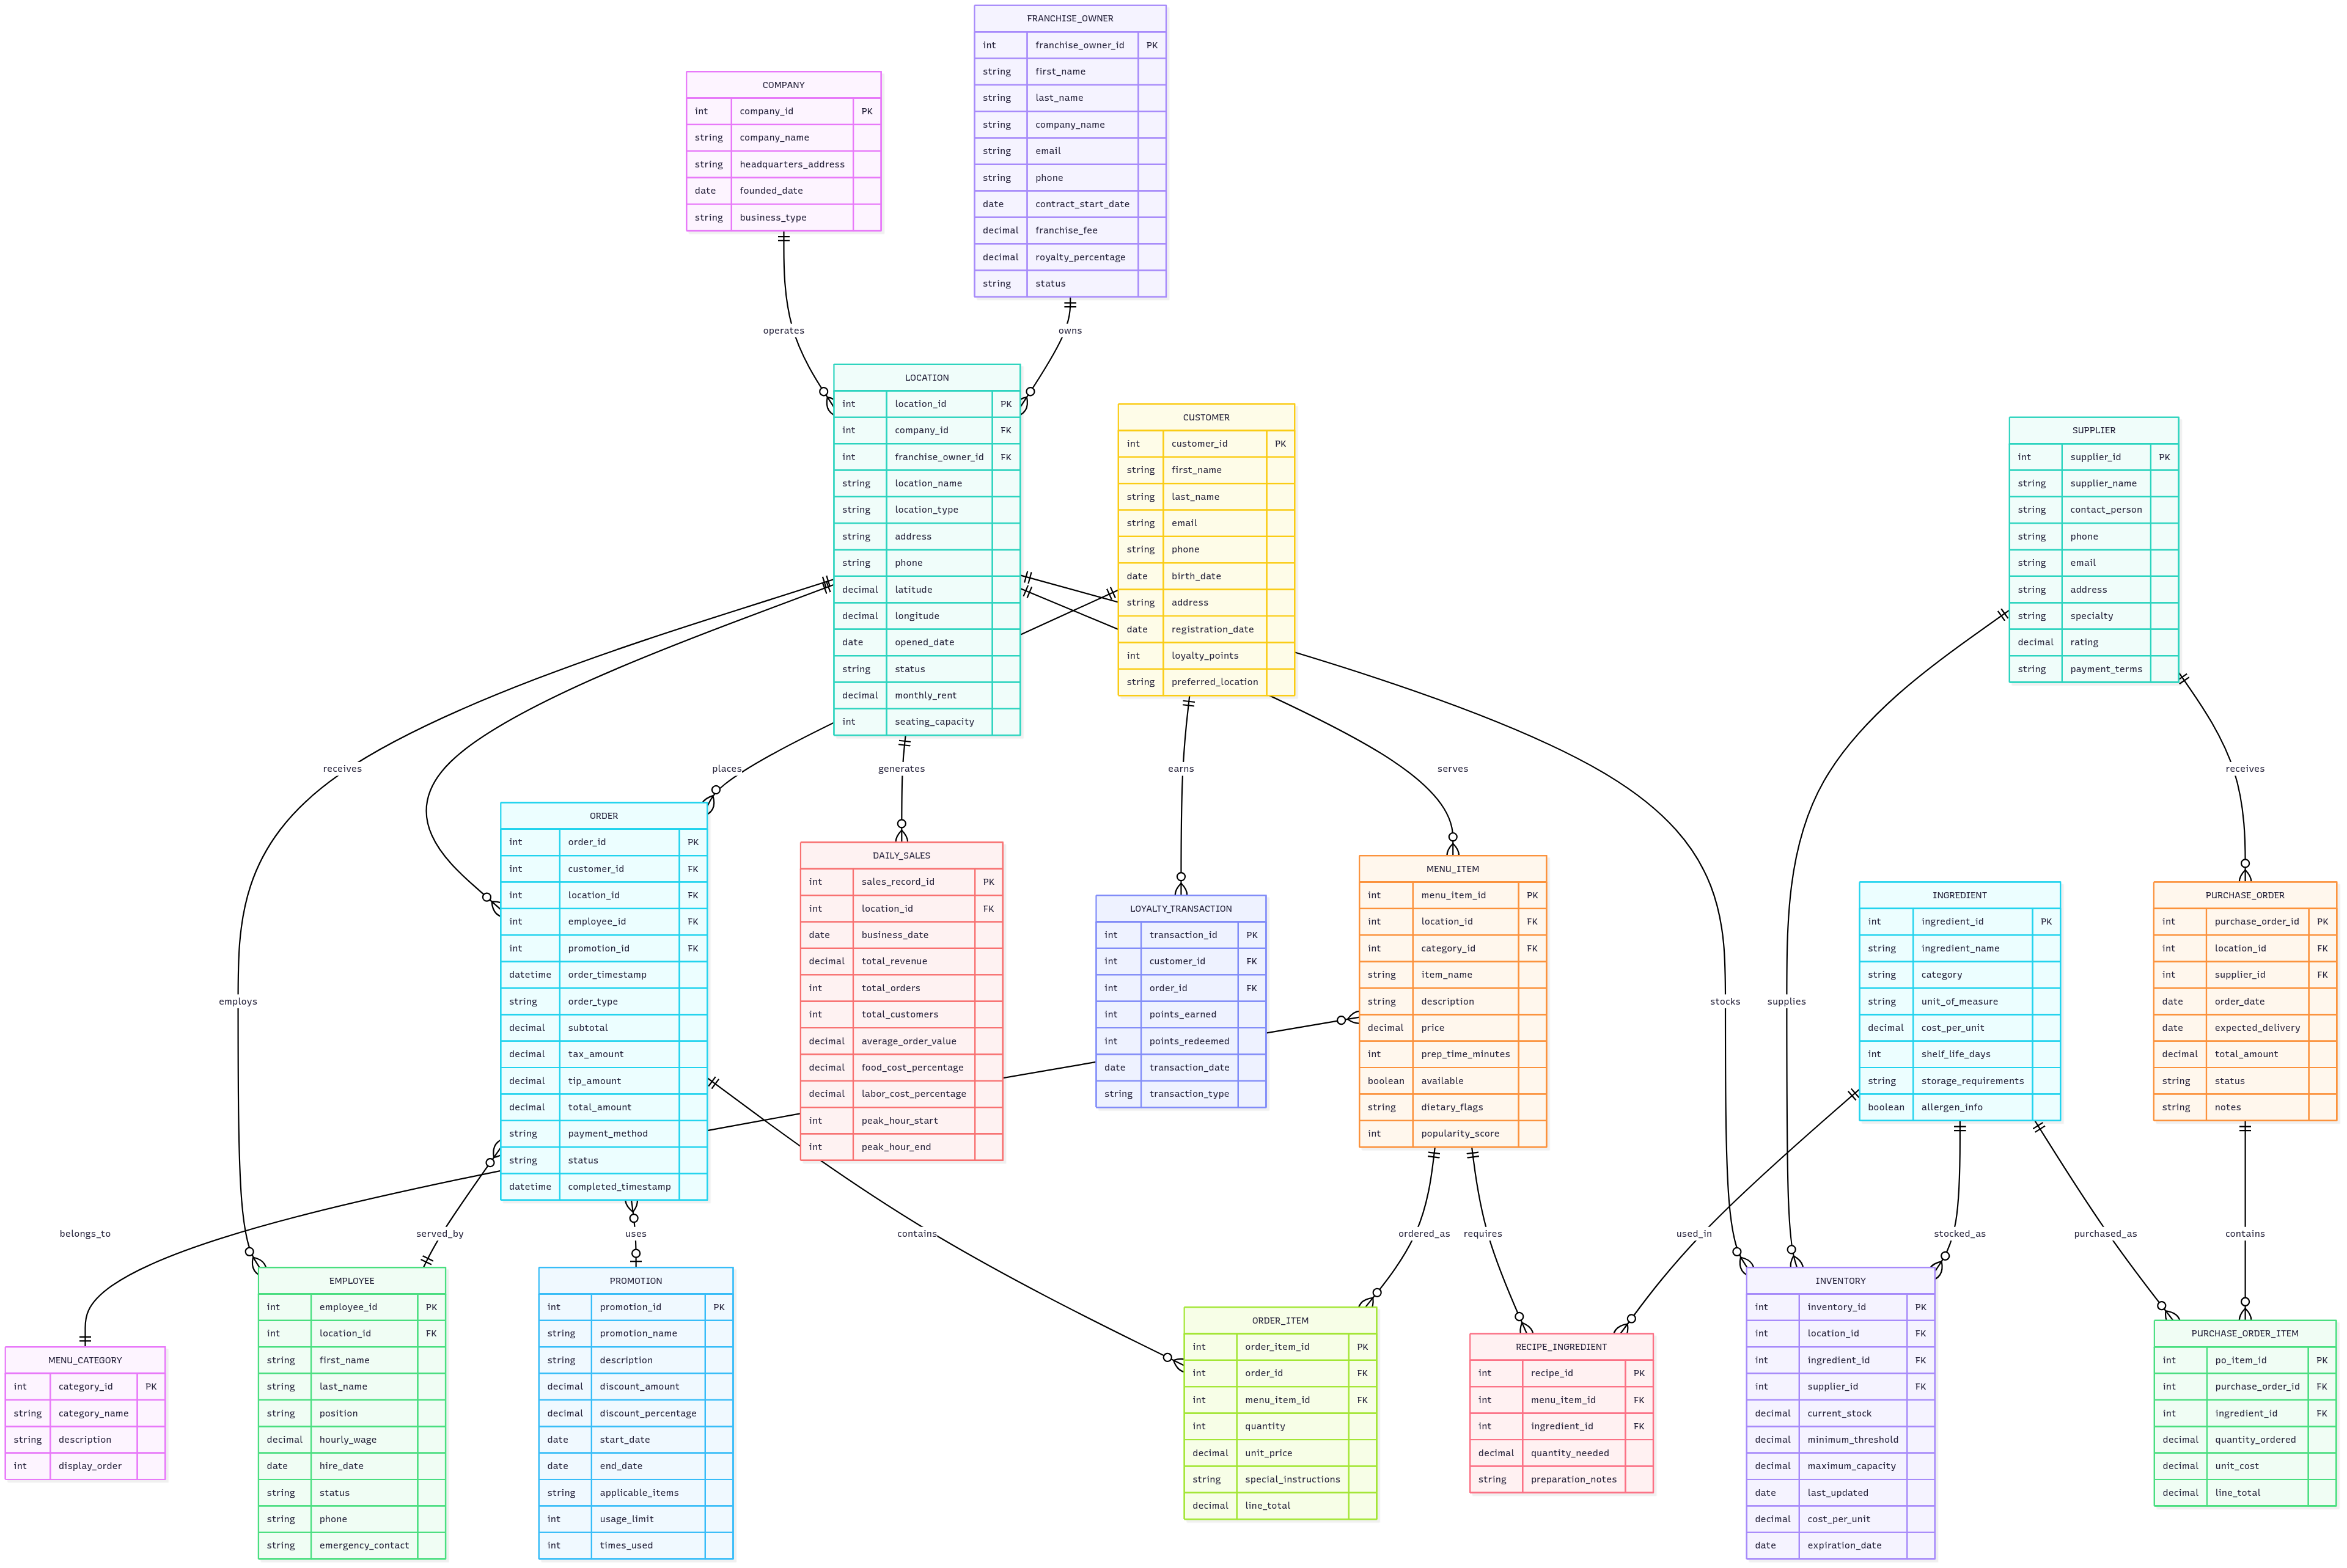 FRANCHISE_OWNER
int franchise_owner_id PK
string first_name
string last_name
string company_name
string email
string phone
date contract_start_date
decimal franchise_fee
decimal royalty_percentage
string status
COMPANY
int company_id PK
string company_name
string headquarters_address
date founded_date
string business_type
operates
owns
LOCATION
int location_id PK
int company_id FK
int franchise_owner_id FK
string location_name
string location_type
string address
string phone
decimal latitude
decimal longitude
date opened_date
string status
decimal monthly_rent
int seating_capacity
CUSTOMER
int customer_id PK
string first_name
string last_name
string email
string phone
date birth_date
string address
date registration_date
int loyalty_points
string preferred_location
SUPPLIER
int supplier_id PK
string supplier_name
string contact_person
string phone
string email
string address
string specialty
decimal rating
string payment_terms
receives
places
generates
earns
serves
receives
ORDER
int order_id PK
int customer_id FK
int location_id FK
int employee_id FK
int promotion_id FK
datetime order_timestamp
string order_type
decimal subtotal
decimal tax_amount
decimal tip_amount
decimal total_amount
string payment_method
string status
datetime completed_timestamp
DAILY_SALES
int sales_record_id PK
int location_id FK
date business_date
decimal total_revenue
int total_orders
int total_customers
decimal average_order_value
decimal food_cost_percentage
decimal labor_cost_percentage
int peak_hour_start
int peak_hour_end
LOYALTY_TRANSACTION
int transaction_id PK
int customer_id FK
int order_id FK
int points_earned
int points_redeemed
date transaction_date
string transaction_type
MENU_ITEM
int menu_item_id PK
int location_id FK
int category_id FK
string item_name
string description
decimal price
int prep_time_minutes
boolean available
string dietary_flags
int popularity_score
INGREDIENT
int ingredient_id PK
string ingredient_name
string category
string unit_of_measure
decimal cost_per_unit
int shelf_life_days
string storage_requirements
boolean allergen_info
PURCHASE_ORDER
int purchase_order_id PK
int location_id FK
int supplier_id FK
date order_date
date expected_delivery
decimal total_amount
string status
string notes
employs
stocks
supplies
belongs_to
served_by
uses
contains
ordered_as
requires
used_in
stocked_as
purchased_as
contains
MENU_CATEGORY
int category_id PK
string category_name
string description
int display_order
EMPLOYEE
int employee_id PK
int location_id FK
string first_name
string last_name
string position
decimal hourly_wage
date hire_date
string status
string phone
string emergency_contact
PROMOTION
int promotion_id PK
string promotion_name
string description
decimal discount_amount
decimal discount_percentage
date start_date
date end_date
string applicable_items
int usage_limit
int times_used
ORDER_ITEM
int order_item_id PK
int order_id FK
int menu_item_id FK
int quantity
decimal unit_price
string special_instructions
decimal line_total
RECIPE_INGREDIENT
int recipe_id PK
int menu_item_id FK
int ingredient_id FK
decimal quantity_needed
string preparation_notes
INVENTORY
int inventory_id PK
int location_id FK
int ingredient_id FK
int supplier_id FK
decimal current_stock
decimal minimum_threshold
decimal maximum_capacity
date last_updated
decimal cost_per_unit
date expiration_date
PURCHASE_ORDER_ITEM
int po_item_id PK
int purchase_order_id FK
int ingredient_id FK
decimal quantity_ordered
decimal unit_cost
decimal line_total